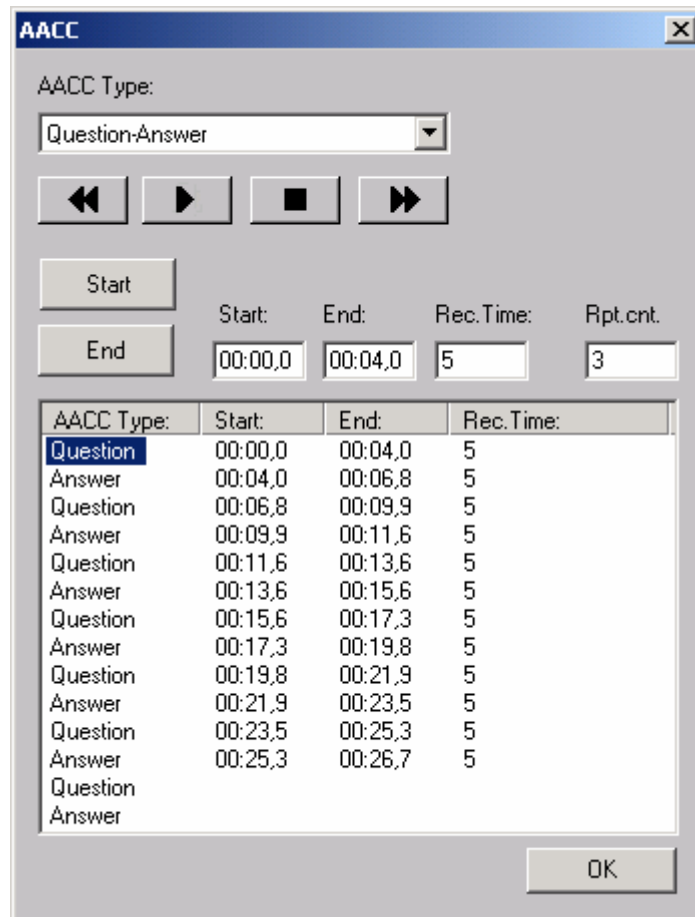 AACC
AACC Type:
Question-Answer
Start
Start: End: Rec.Time: Rpt.cnt.
End 00:00,0 00:04,0 5 3
AACC Type: Start: End: Rec.Time:
Question 00:00,0 00:04,0 5
Answer 00:04,0 00:06,8 5
Question 00:06,8 00:09,9 5
Answer 00:09,9 00:11,6 5
Question 00:11,6 00:13,6 5
Answer 00:13,6 00:15,6 5
Question 00:15,6 00:17,3 5
Answer 00:17,3 00:19,8 5
Question 00:19,8 00:21,9 5
Answer 00:21,9 00:23,5 5
Question 00:23,5 00:25,3 5
Answer 00:25,3 00:26,7 5
Question
Answer
OK